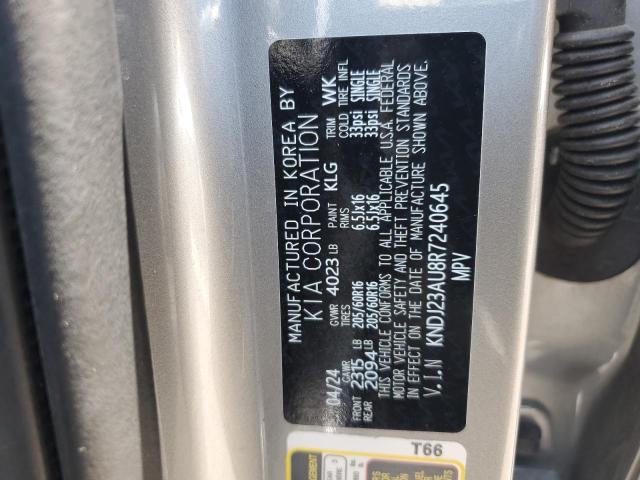 MANUFACTURED IN KOREA BY
KIA CORPORATION
04/24 GVWR 4023 LB PAINT KLG TRIM WK
GAWR TIRES RIMS COLD TIRE INFL
FRONT 2315 LB 205/60R16 6.5Jx16 33psi SINGLE
REAR 2094 LB 205/60R16 6.5Jx16 33psi SINGLE
THIS VEHICLE CONFORMS TO ALL APPLICABLE U.S.A. FEDERAL
MOTOR VEHICLE SAFETY AND THEFT PREVENTION STANDARDS
IN EFFECT ON THE DATE OF MANUFACTURE SHOWN ABOVE.
V.I.N KNDJ23AU8R7240645
MPV
T66